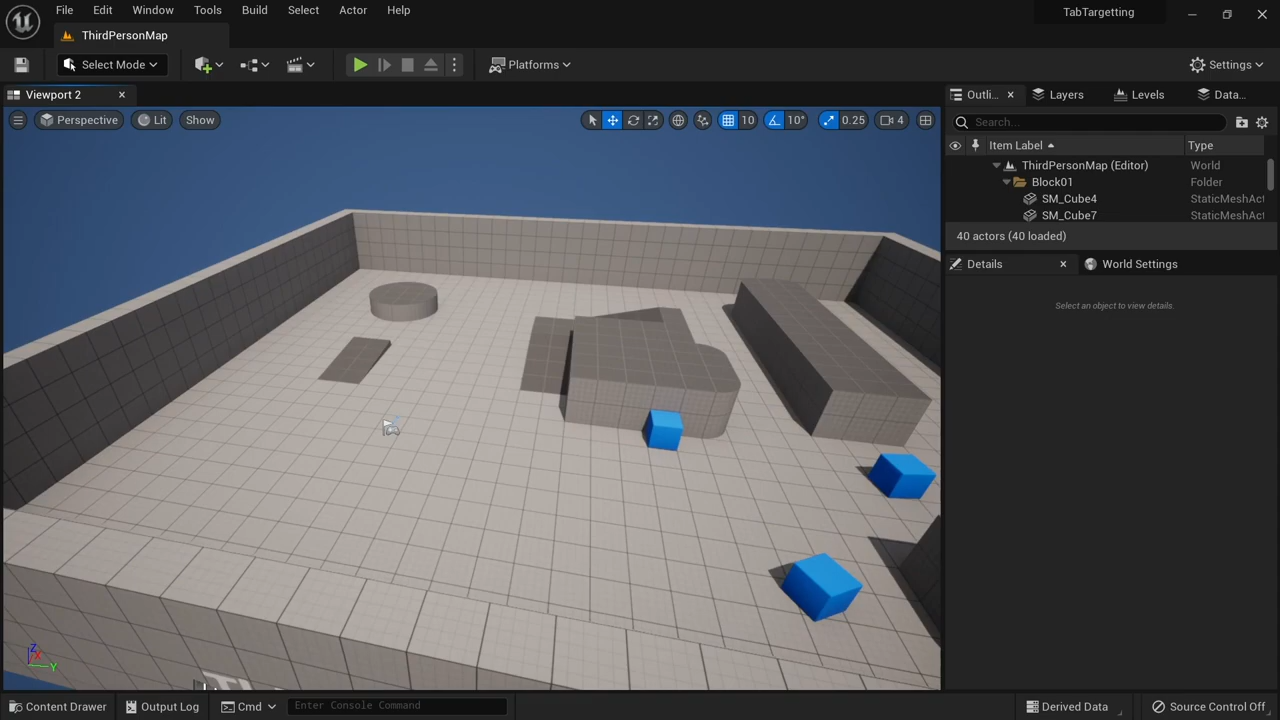 File Edit Window Tools Build Select Actor Help
TabTargetting
ThirdPersonMap
Select Mode
Platforms
Settings
Viewport 2
Perspective Lit Show
10 10° 0.25 4
Outli... Layers Levels Data...
Search...
Item Label Type
ThirdPersonMap (Editor) World
Block01 Folder
SM_Cube4 StaticMeshAct
SM_Cube7 StaticMeshAct
40 actors (40 loaded)
Details World Settings
Select an object to view details.
Z
X
Y
Content Drawer Output Log Cmd Enter Console Command Derived Data Source Control Off